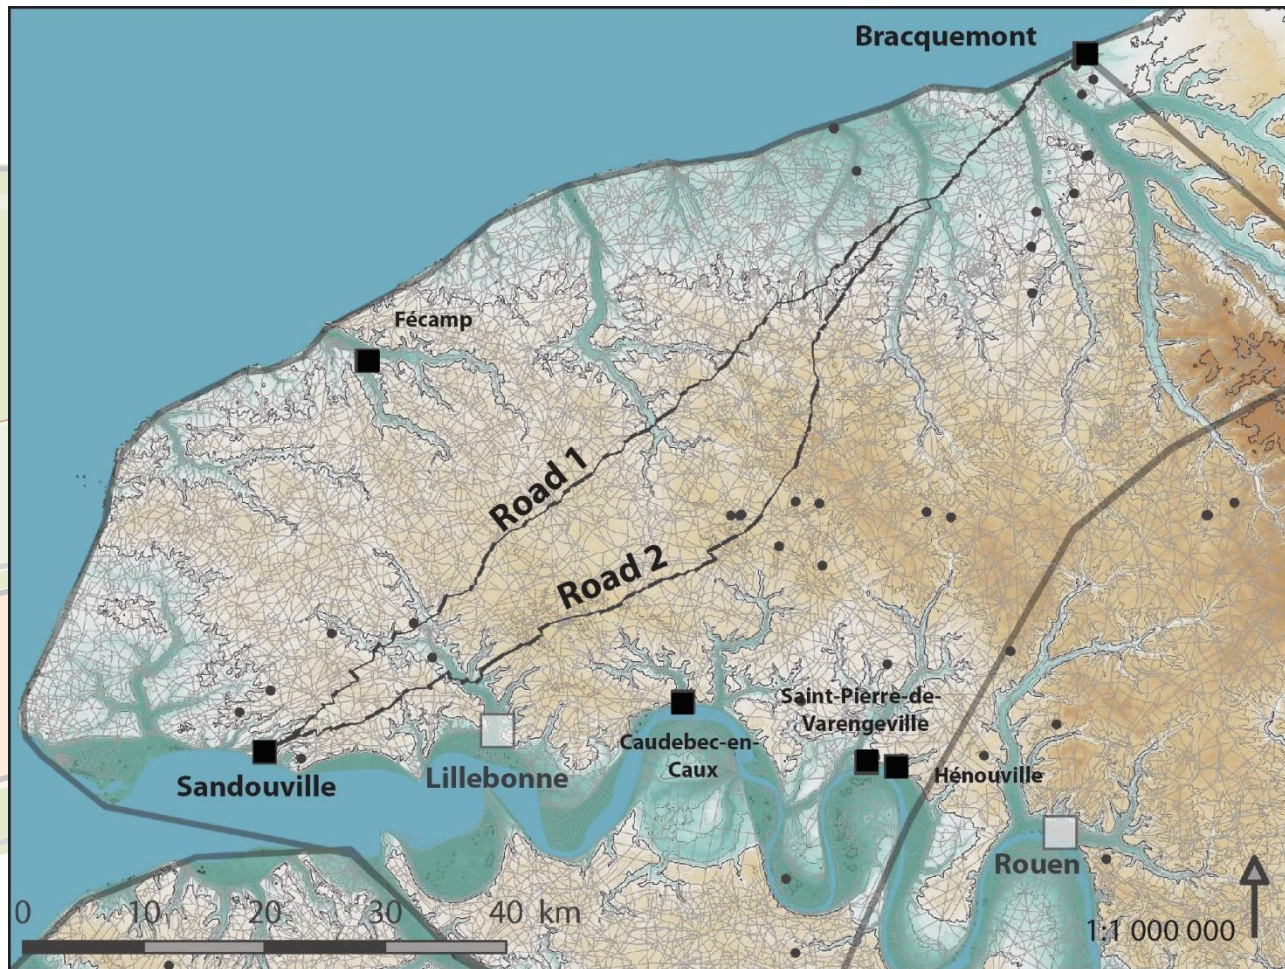 Bracquemont
Fécamp
Road 1
Road 2
Saint-Pierre-de-
Varengeville
Caudebec-en-
Caux
Sandouville
Lillebonne
Hénouville
Rouen
0 10 20 30 40 km
1:1 000 000